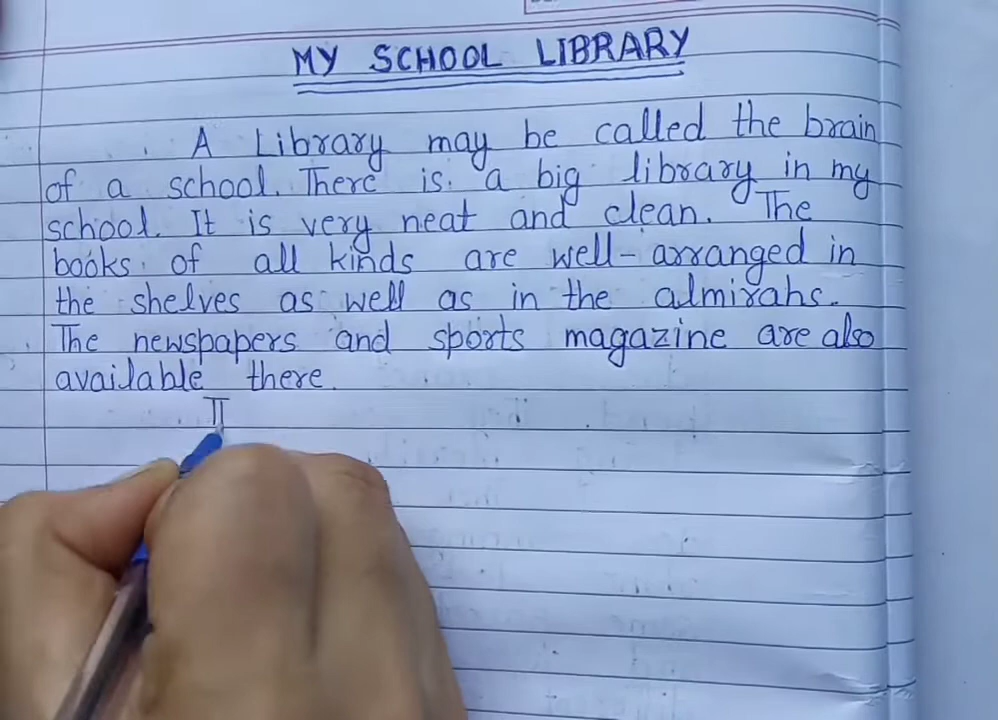 MY SCHOOL LIBRARY
A Library may be called the brain
of a school. There is a big library in my
school. It is very neat and clean. The
books of all kinds are well-arranged in
the shelves as well as in the almirahs.
The newspapers and sports magazine are also
available there.